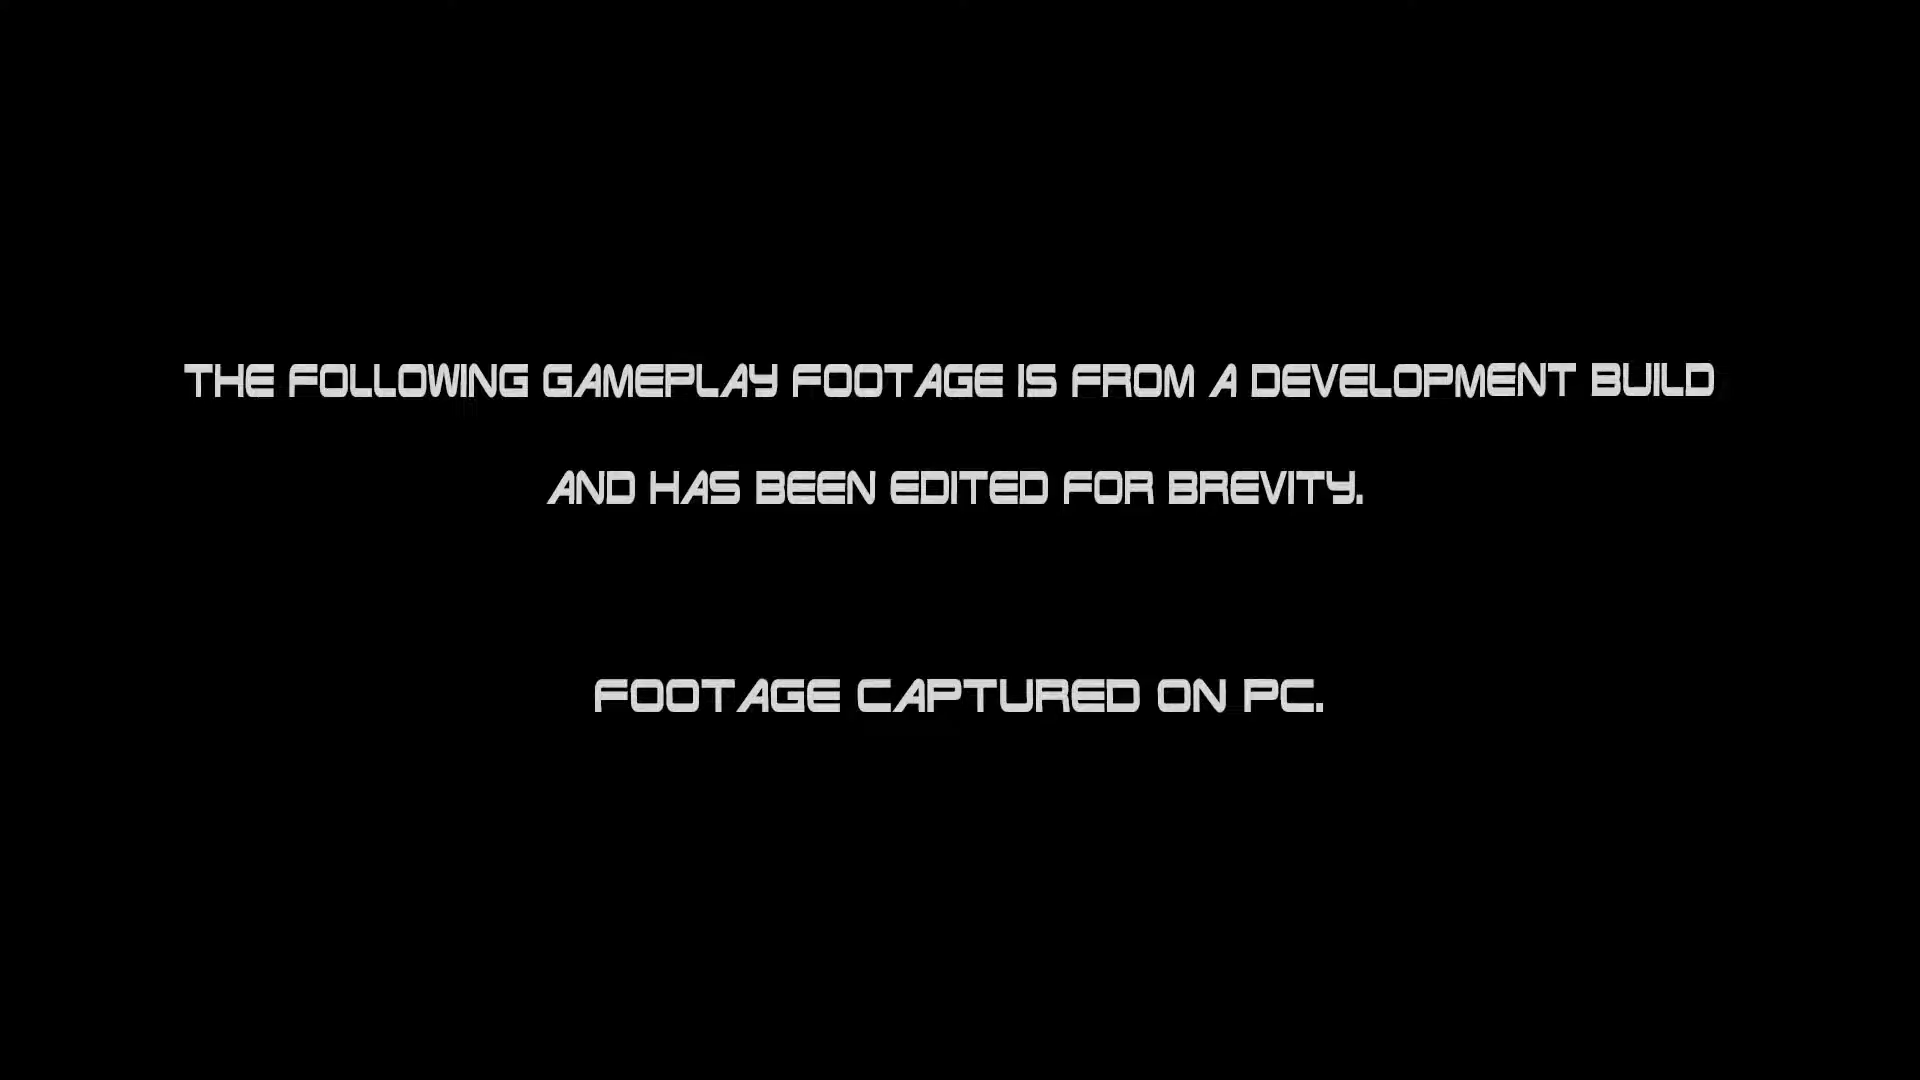 THE FOLLOWING GAMEPLAY FOOTAGE IS FROM A DEVELOPMENT BUILD
AND HAS BEEN EDITED FOR BREVITY.
FOOTAGE CAPTURED ON PC.